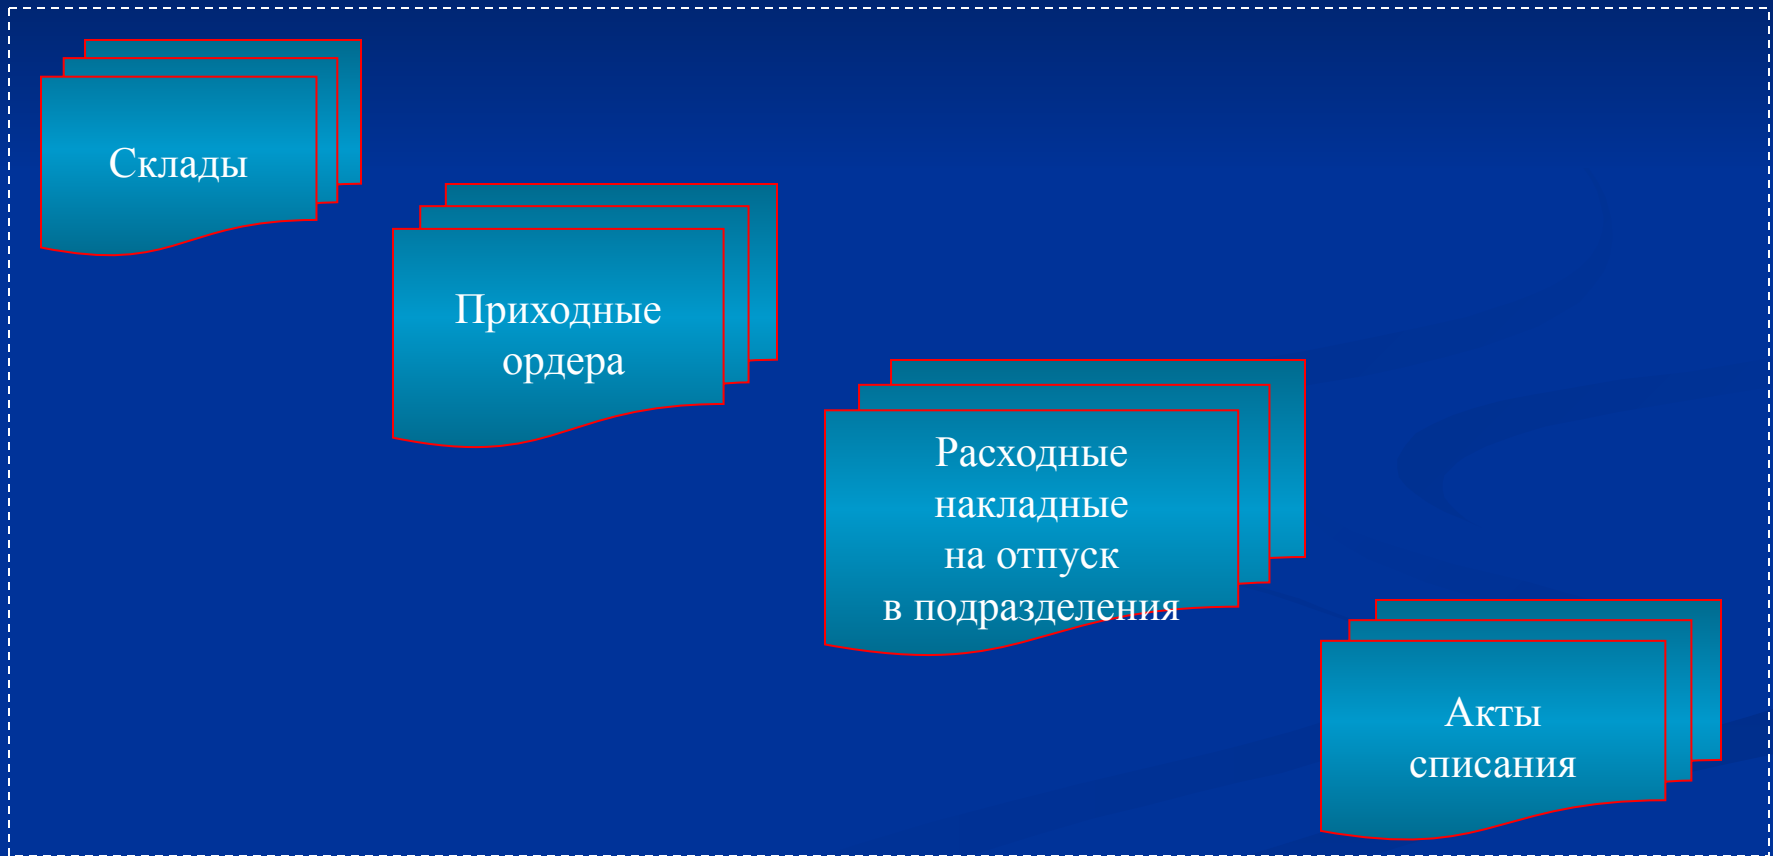 Склады
Приходные
ордера
Расходные
накладные
на отпуск
в подразделения
Акты
списания